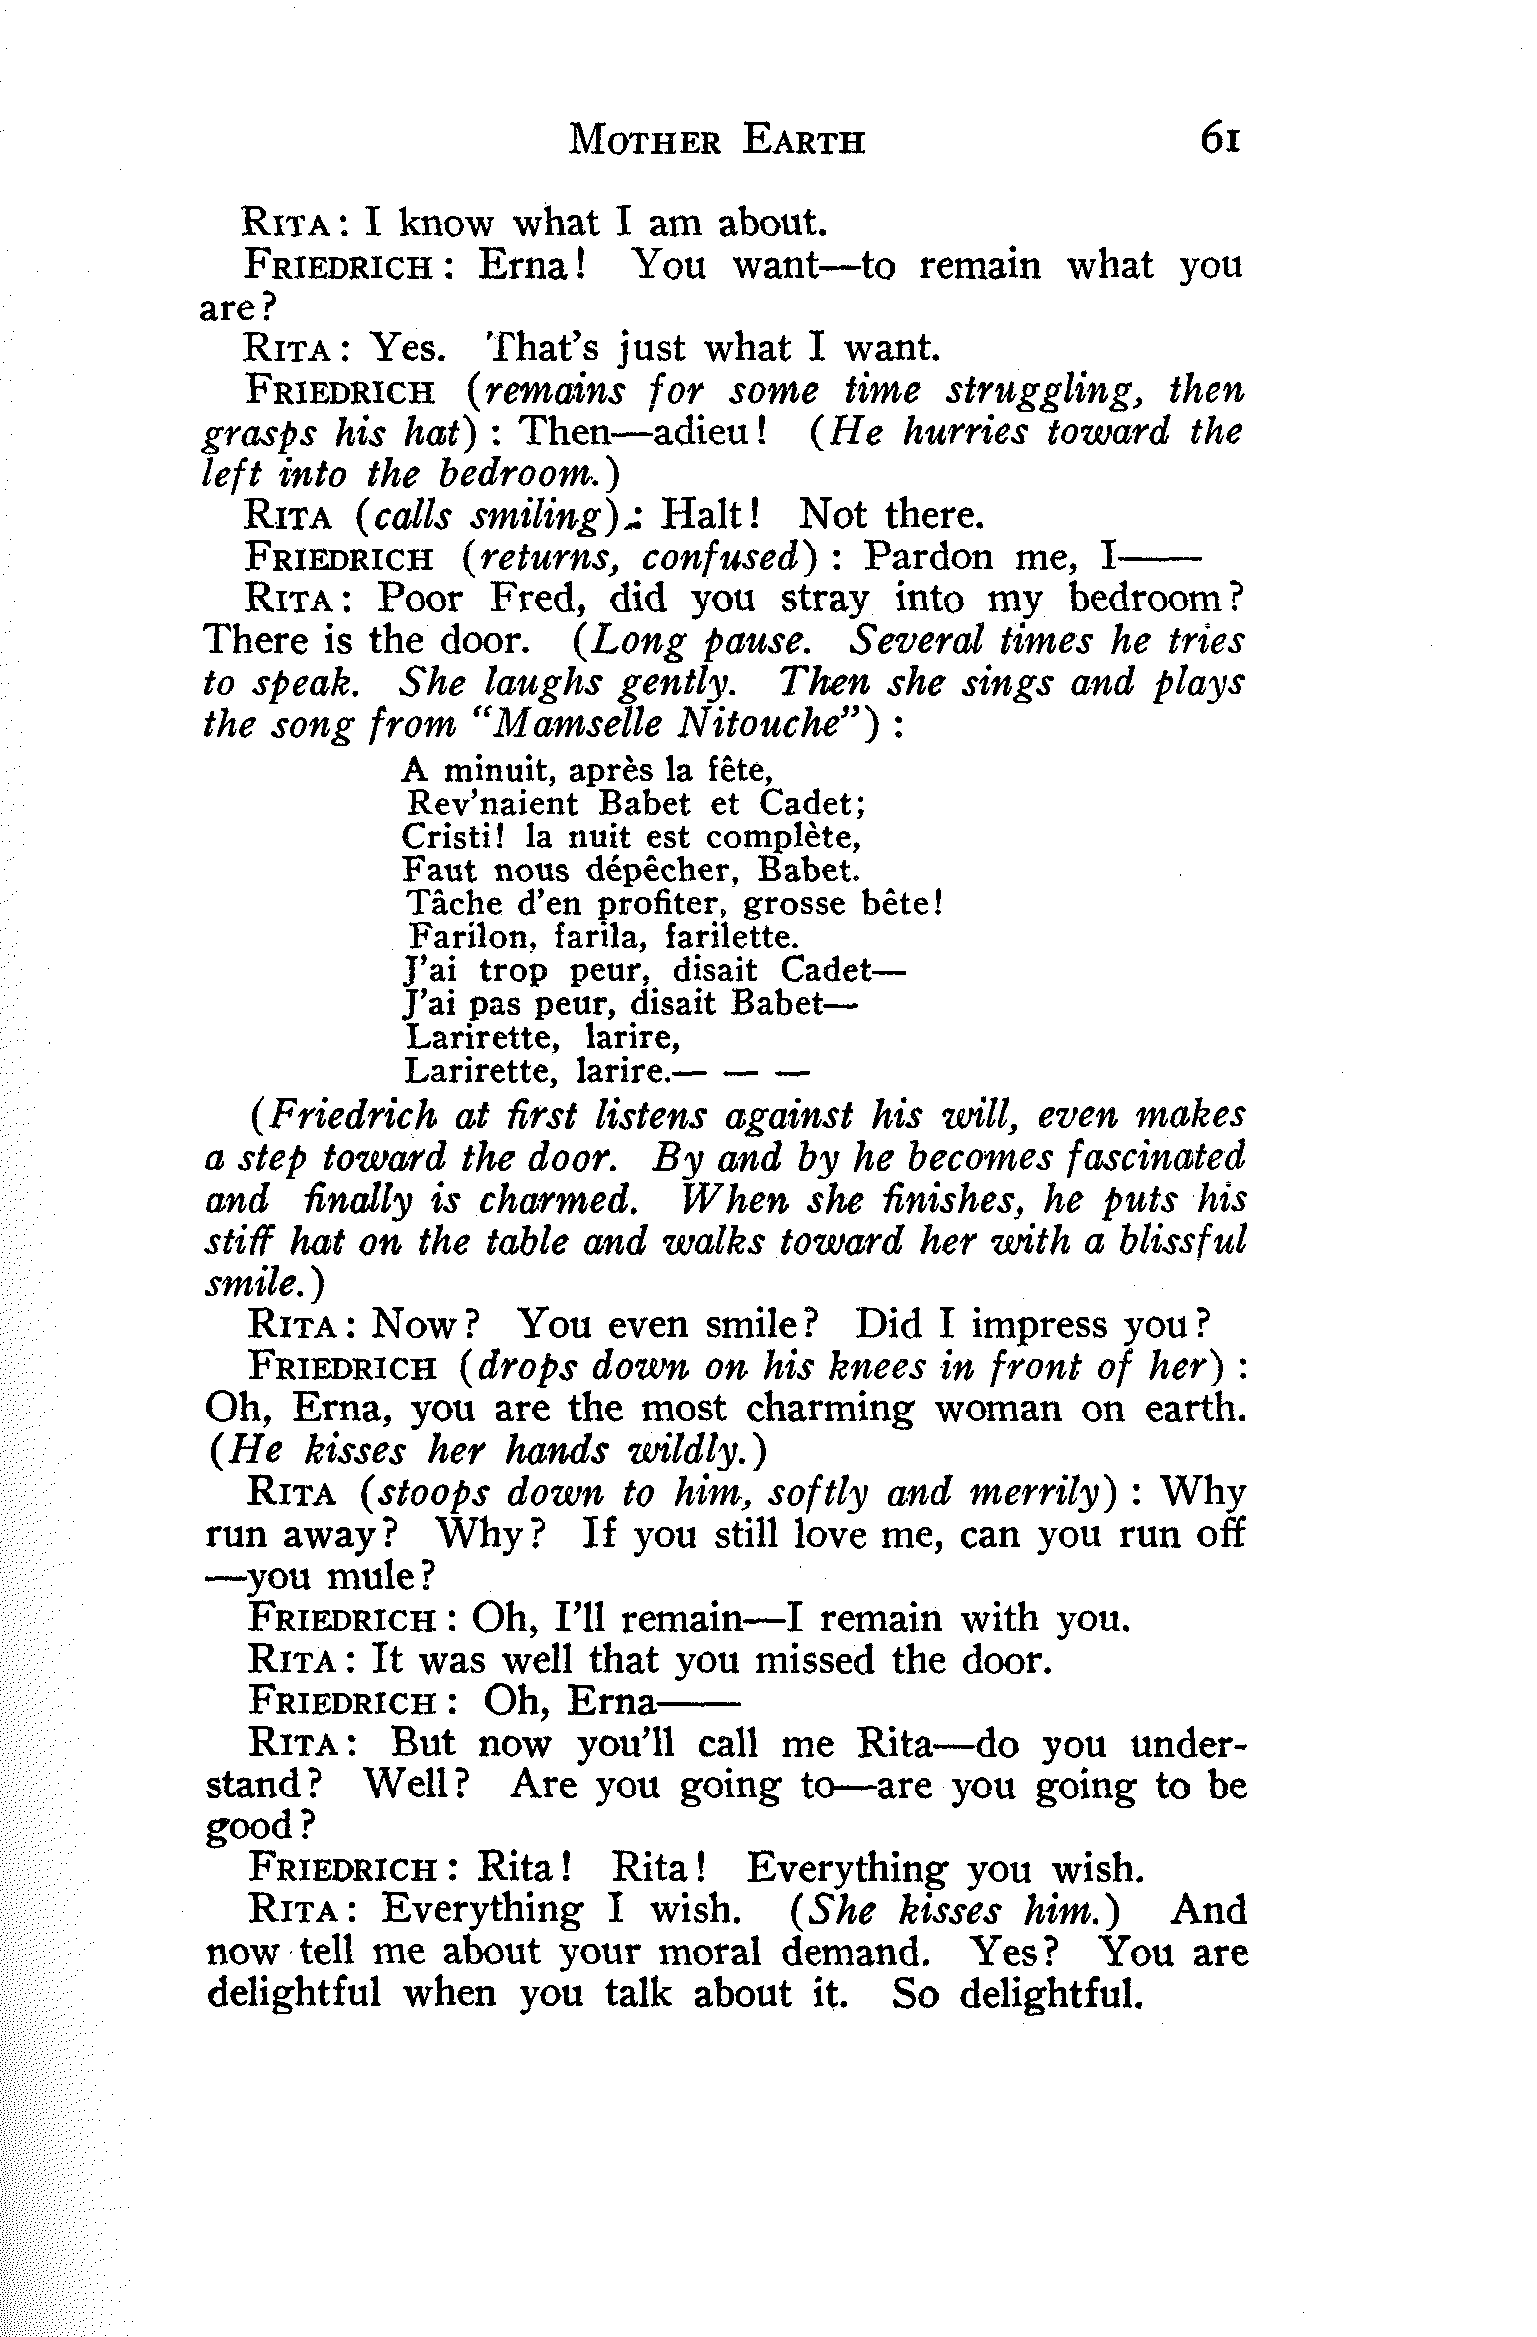 MOTHER EARTH 61
RITA: I know what I am about.
FRIEDRICH: Erna! You want—to remain what you
are?
RITA: Yes. That's just what I want.
FRIEDRICH (remains for some time struggling, then
grasps his hat): Then—adieu! (He hurries toward the
left into the bedroom.)
RITA (calls smiling): Halt! Not there.
FRIEDRICH (returns, confused): Pardon me, I——
RITA: Poor Fred, did you stray into my bedroom?
There is the door. (Long pause. Several times he tries
to speak. She laughs gently. Then she sings and plays
the song from "Mamselle Nitouche"):
A minuit, après la fête,
Rev'naient Babet et Cadet;
Cristi! la nuit est complète,
Faut nous dépêcher, Babet.
Tâche d'en profiter, grosse bête!
Farilon, farila, farilette.
J'ai trop peur, disait Cadet—
J'ai pas peur, disait Babet—
Larirette, larire,
Larirette, larire.— — —
(Friedrich at first listens against his will, even makes
a step toward the door. By and by he becomes fascinated
and finally is charmed. When she finishes, he puts his
stiff hat on the table and walks toward her with a blissful
smile.)
RITA: Now? You even smile? Did I impress you?
FRIEDRICH (drops down on his knees in front of her):
Oh, Erna, you are the most charming woman on earth.
(He kisses her hands wildly.)
RITA (stoops down to him, softly and merrily): Why
run away? Why? If you still love me, can you run off
—you mule?
FRIEDRICH: Oh, I'll remain—I remain with you.
RITA: It was well that you missed the door.
FRIEDRICH: Oh, Erna——
RITA: But now you'll call me Rita—do you under-
stand? Well? Are you going to—are you going to be
good?
FRIEDRICH: Rita! Rita! Everything you wish.
RITA: Everything I wish. (She kisses him.) And
now tell me about your moral demand. Yes? You are
delightful when you talk about it. So delightful.